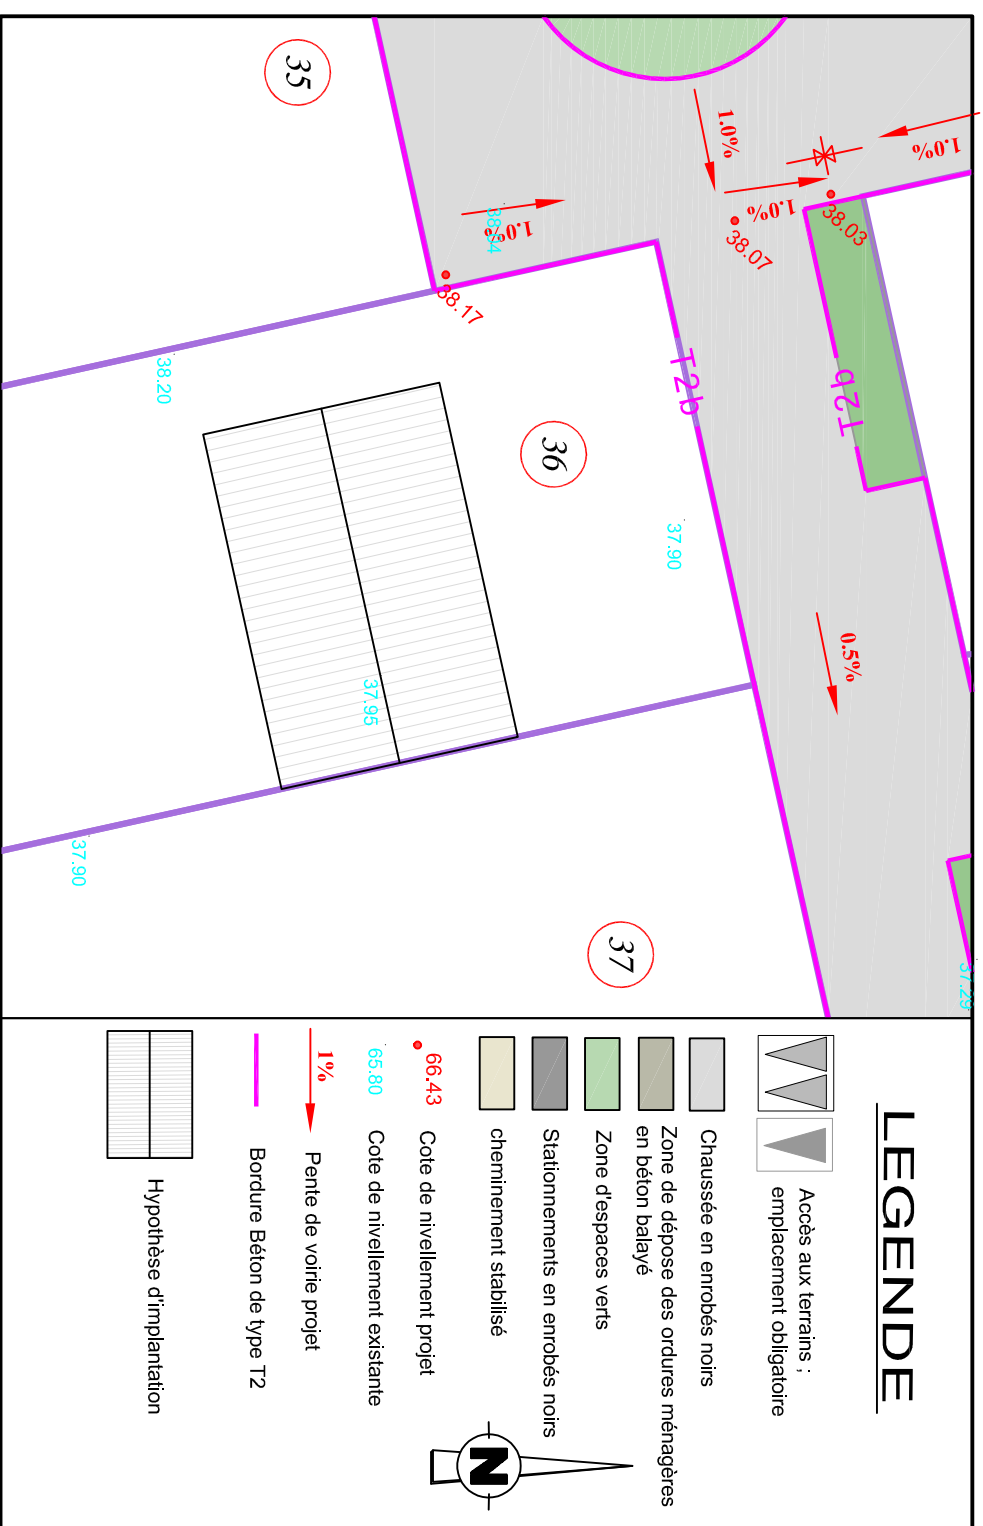 35
1.0%
1.0%
1.0%
38.03
38.07
38.04
1.0%
38.17
38.20
T2b
T2b
36
37.90
0.5%
37.95
37.90
37
37.29
LEGENDE
Accès aux terrains ;
emplacement obligatoire
Chaussée en enrobés noirs
Zone de dépose des ordures ménagères
en béton balayé
Zone d'espaces verts
Stationnements en enrobés noirs
cheminement stabilisé
66.43
Cote de nivellement projet
65.80
Cote de nivellement existante
1%
Pente de voirie projet
Bordure Béton de type T2
Hypothèse d'implantation
N